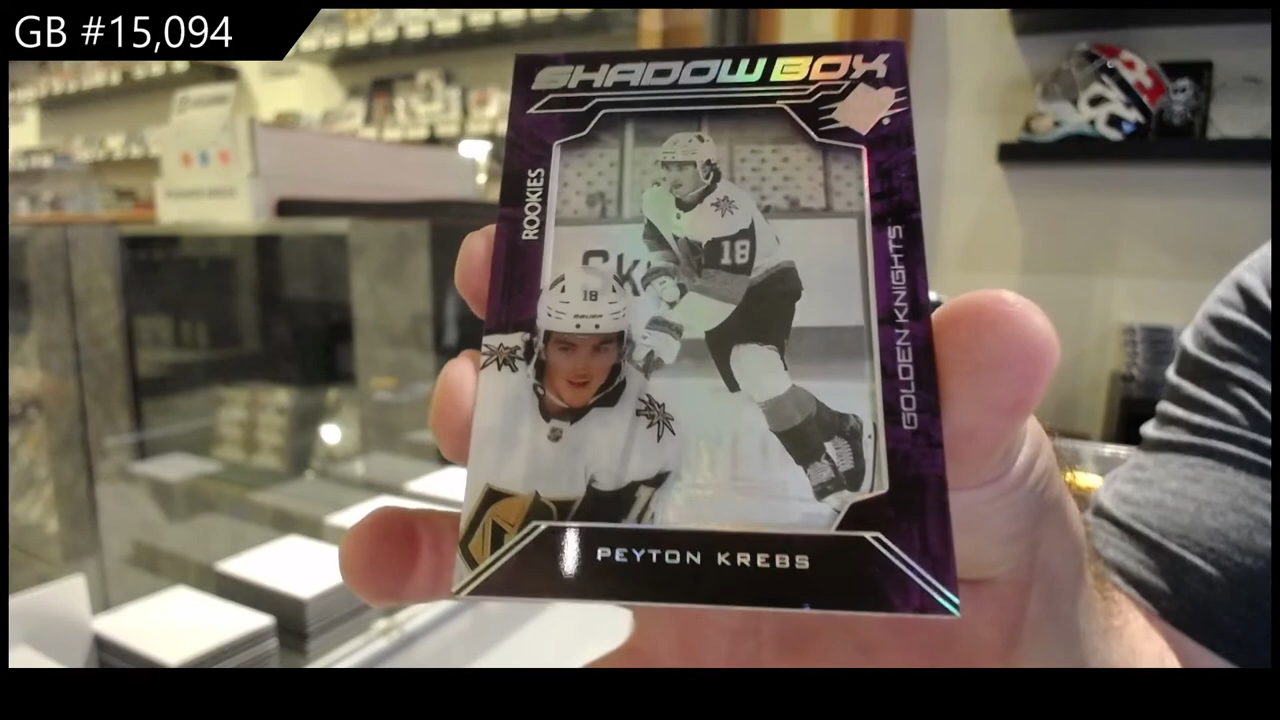 GB #15,094
SHADOW BOX
ROOKIES
18
GOLDEN KNIGHTS
18
PEYTON KREBS